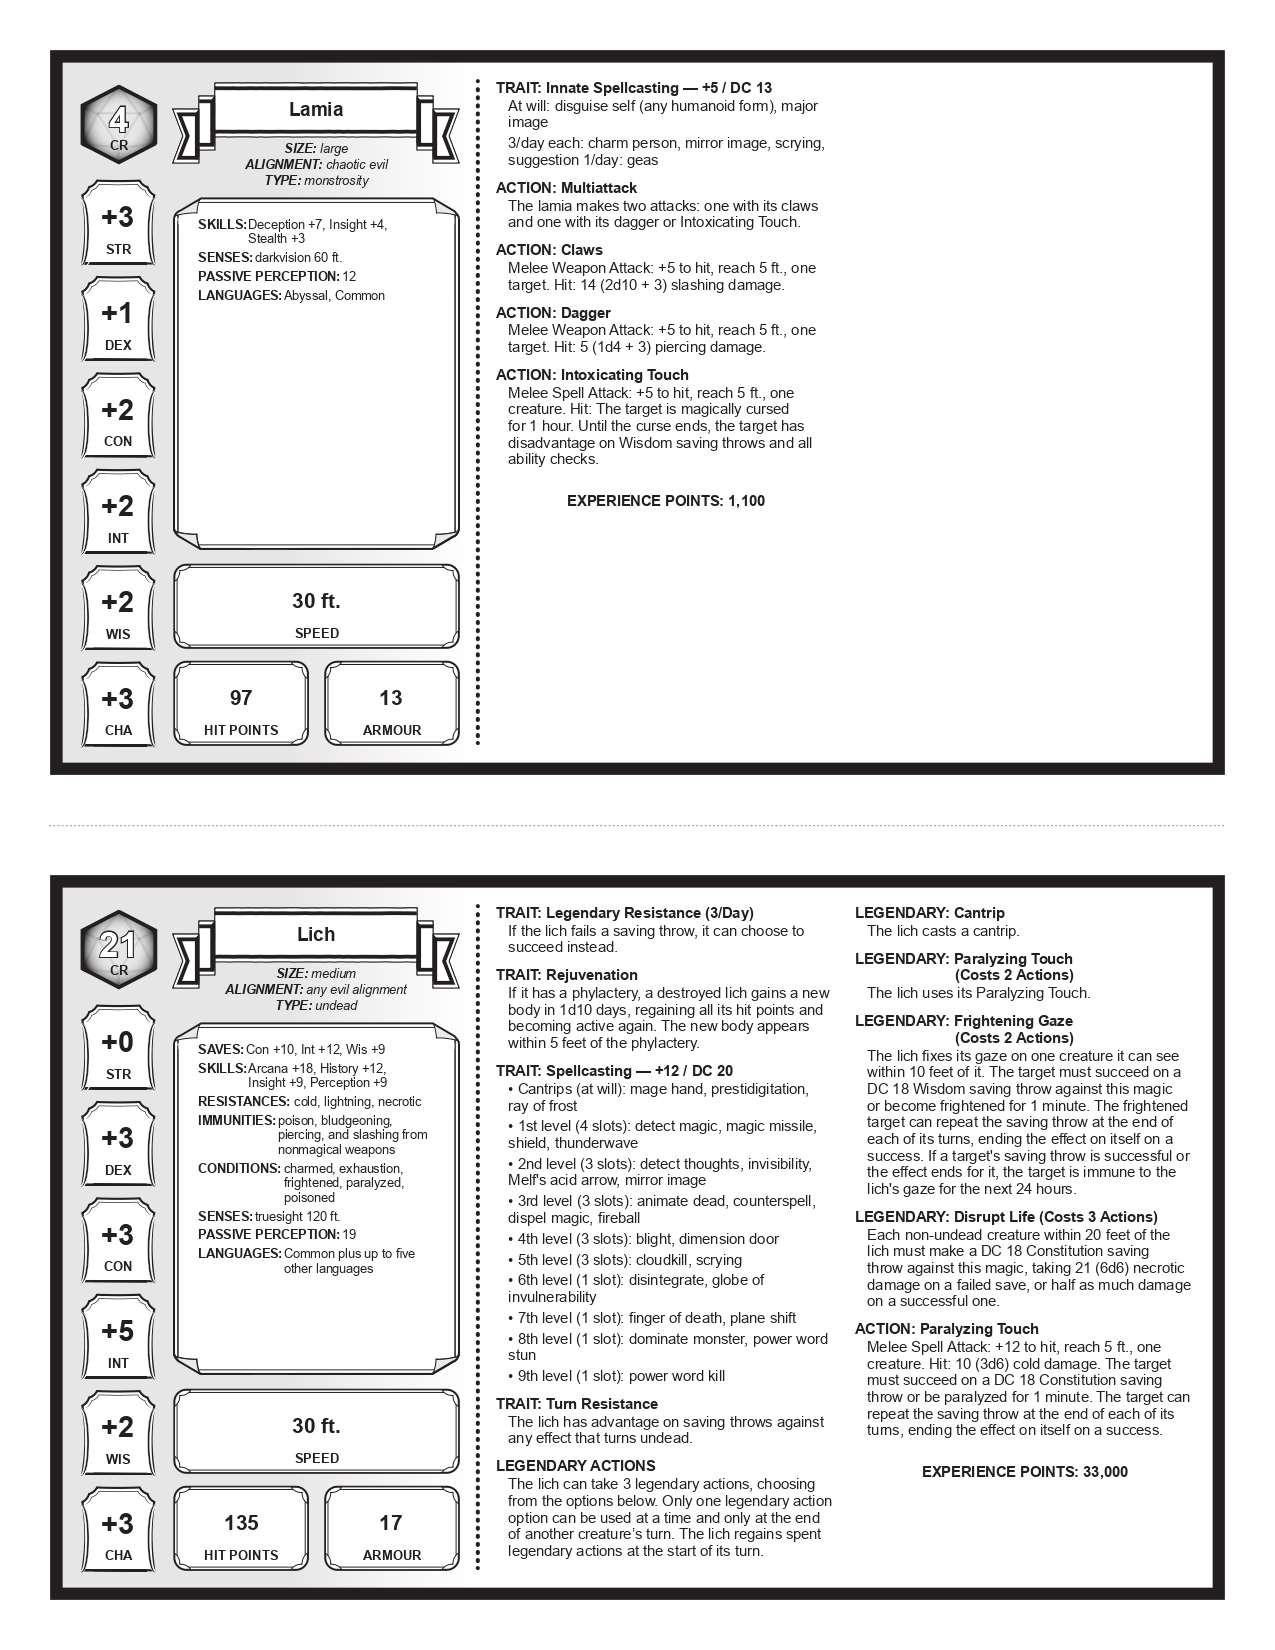 4
CR
Lamia
SIZE: large
ALIGNMENT: chaotic evil
TYPE: monstrosity
+3
STR
+1
DEX
+2
CON
+2
INT
+2
WIS
+3
CHA
SKILLS: Deception +7, Insight +4,
Stealth +3
SENSES: darkvision 60 ft.
PASSIVE PERCEPTION: 12
LANGUAGES: Abyssal, Common
30 ft.
SPEED
97
HIT POINTS
13
ARMOUR
TRAIT: Innate Spellcasting — +5 / DC 13
At will: disguise self (any humanoid form), major
image
3/day each: charm person, mirror image, scrying,
suggestion 1/day: geas
ACTION: Multiattack
The lamia makes two attacks: one with its claws
and one with its dagger or Intoxicating Touch.
ACTION: Claws
Melee Weapon Attack: +5 to hit, reach 5 ft., one
target. Hit: 14 (2d10 + 3) slashing damage.
ACTION: Dagger
Melee Weapon Attack: +5 to hit, reach 5 ft., one
target. Hit: 5 (1d4 + 3) piercing damage.
ACTION: Intoxicating Touch
Melee Spell Attack: +5 to hit, reach 5 ft., one
creature. Hit: The target is magically cursed
for 1 hour. Until the curse ends, the target has
disadvantage on Wisdom saving throws and all
ability checks.
EXPERIENCE POINTS: 1,100
21
CR
Lich
SIZE: medium
ALIGNMENT: any evil alignment
TYPE: undead
+0
STR
+3
DEX
+3
CON
+5
INT
+2
WIS
+3
CHA
SAVES: Con +10, Int +12, Wis +9
SKILLS: Arcana +18, History +12,
Insight +9, Perception +9
RESISTANCES: cold, lightning, necrotic
IMMUNITIES: poison, bludgeoning,
piercing, and slashing from
nonmagical weapons
CONDITIONS: charmed, exhaustion,
frightened, paralyzed,
poisoned
SENSES: truesight 120 ft.
PASSIVE PERCEPTION: 19
LANGUAGES: Common plus up to five
other languages
30 ft.
SPEED
135
HIT POINTS
17
ARMOUR
TRAIT: Legendary Resistance (3/Day)
If the lich fails a saving throw, it can choose to
succeed instead.
TRAIT: Rejuvenation
If it has a phylactery, a destroyed lich gains a new
body in 1d10 days, regaining all its hit points and
becoming active again. The new body appears
within 5 feet of the phylactery.
TRAIT: Spellcasting — +12 / DC 20
• Cantrips (at will): mage hand, prestidigitation,
ray of frost
• 1st level (4 slots): detect magic, magic missile,
shield, thunderwave
• 2nd level (3 slots): detect thoughts, invisibility,
Melf's acid arrow, mirror image
• 3rd level (3 slots): animate dead, counterspell,
dispel magic, fireball
• 4th level (3 slots): blight, dimension door
• 5th level (3 slots): cloudkill, scrying
• 6th level (1 slot): disintegrate, globe of
invulnerability
• 7th level (1 slot): finger of death, plane shift
• 8th level (1 slot): dominate monster, power word
stun
• 9th level (1 slot): power word kill
TRAIT: Turn Resistance
The lich has advantage on saving throws against
any effect that turns undead.
LEGENDARY ACTIONS
The lich can take 3 legendary actions, choosing
from the options below. Only one legendary action
option can be used at a time and only at the end
of another creature’s turn. The lich regains spent
legendary actions at the start of its turn.
LEGENDARY: Cantrip
The lich casts a cantrip.
LEGENDARY: Paralyzing Touch
(Costs 2 Actions)
The lich uses its Paralyzing Touch.
LEGENDARY: Frightening Gaze
(Costs 2 Actions)
The lich fixes its gaze on one creature it can see
within 10 feet of it. The target must succeed on a
DC 18 Wisdom saving throw against this magic
or become frightened for 1 minute. The frightened
target can repeat the saving throw at the end of
each of its turns, ending the effect on itself on a
success. If a target's saving throw is successful or
the effect ends for it, the target is immune to the
lich's gaze for the next 24 hours.
LEGENDARY: Disrupt Life (Costs 3 Actions)
Each non-undead creature within 20 feet of the
lich must make a DC 18 Constitution saving
throw against this magic, taking 21 (6d6) necrotic
damage on a failed save, or half as much damage
on a successful one.
ACTION: Paralyzing Touch
Melee Spell Attack: +12 to hit, reach 5 ft., one
creature. Hit: 10 (3d6) cold damage. The target
must succeed on a DC 18 Constitution saving
throw or be paralyzed for 1 minute. The target can
repeat the saving throw at the end of each of its
turns, ending the effect on itself on a success.
EXPERIENCE POINTS: 33,000